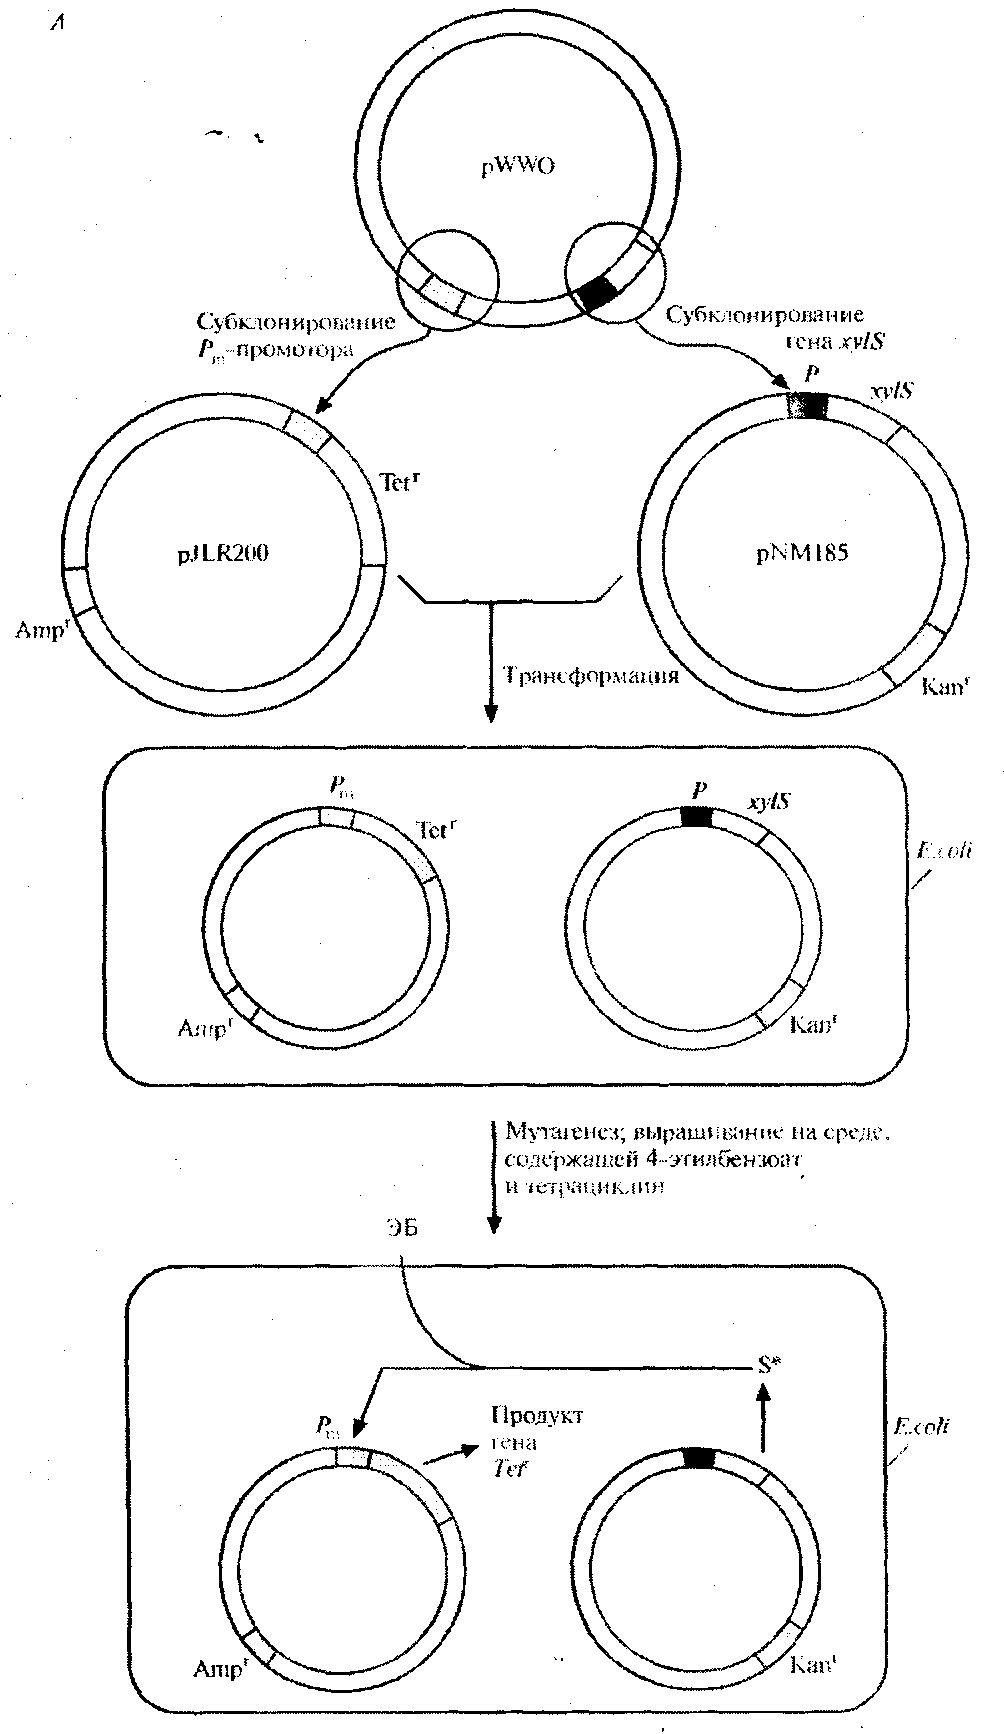 А
pWWO
Субклонирование
Pm-промотора
Субклонирование
гена xylS
P
xylS
Tetr
pJLR200
pNM185
Ampr
Kanr
Трансформация
Pm
P
xylS
Tetr
E.coli
Ampr
Kanr
Мутагенез; выращивание на среде,
содержащей 4-этилбензоат
и тетрациклин
ЭБ
S*
Pm
Продукт
гена
Tetr
E.coli
Ampr
Kanr